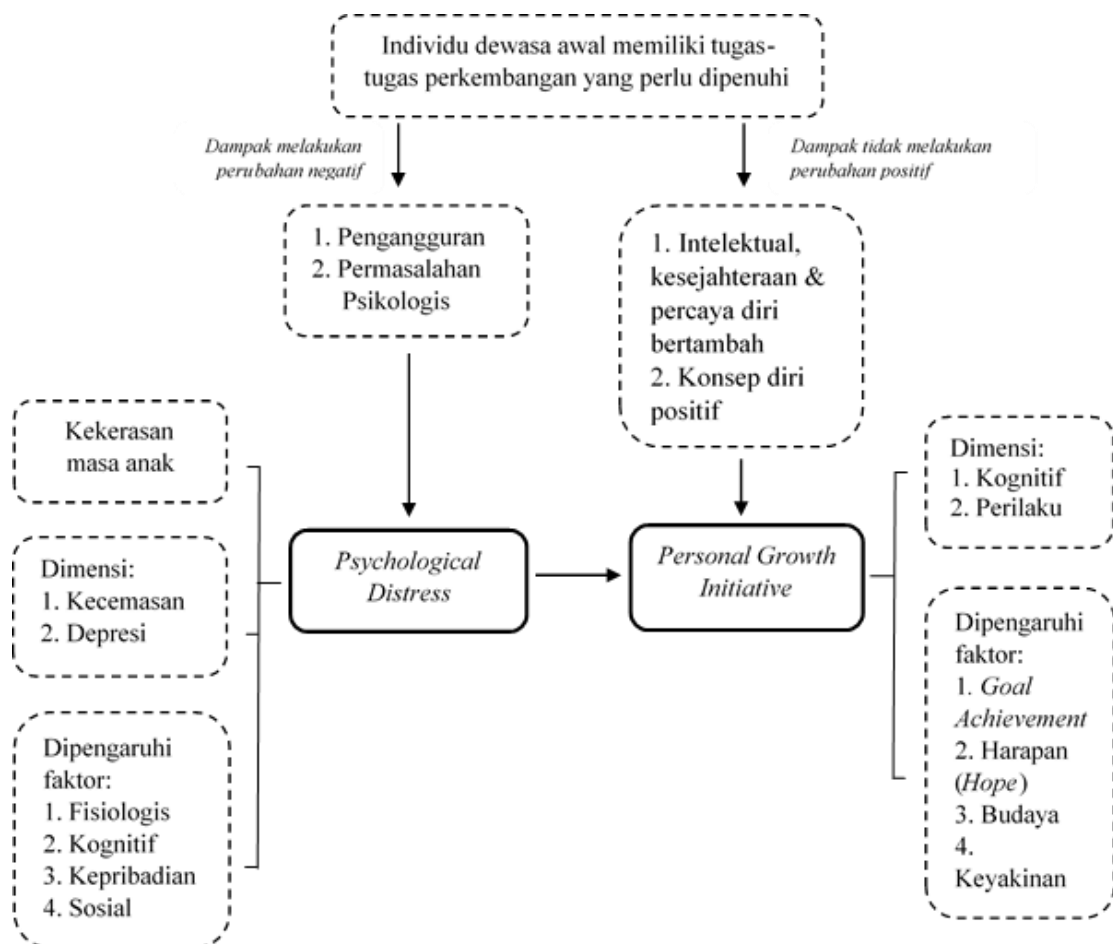 Individu dewasa awal memiliki tugas-
tugas perkembangan yang perlu dipenuhi
Dampak melakukan
perubahan negatif
Dampak tidak melakukan
perubahan positif
1. Pengangguran
2. Permasalahan
Psikologis
1. Intelektual,
kesejahteraan &
percaya diri
bertambah
2. Konsep diri
positif
Kekerasan
masa anak
Dimensi:
1. Kecemasan
2. Depresi
Dipengaruhi
faktor:
1. Fisiologis
2. Kognitif
3. Kepribadian
4. Sosial
Psychological
Distress
Personal Growth
Initiative
Dimensi:
1. Kognitif
2. Perilaku
Dipengaruhi
faktor:
1. Goal
Achievement
2. Harapan
(Hope)
3. Budaya
4.
Keyakinan